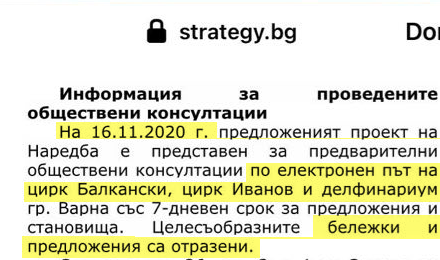 strategy.bg
Информация за проведените
обществени консултации
На 16.11.2020 г. предложеният проект на
Наредба е представен за предварителни
обществени консултации по електронен път на
цирк Балкански, цирк Иванов и делфинариум
гр. Варна със 7-дневен срок за предложения и
становища. Целесъобразните бележки и
предложения са отразени.